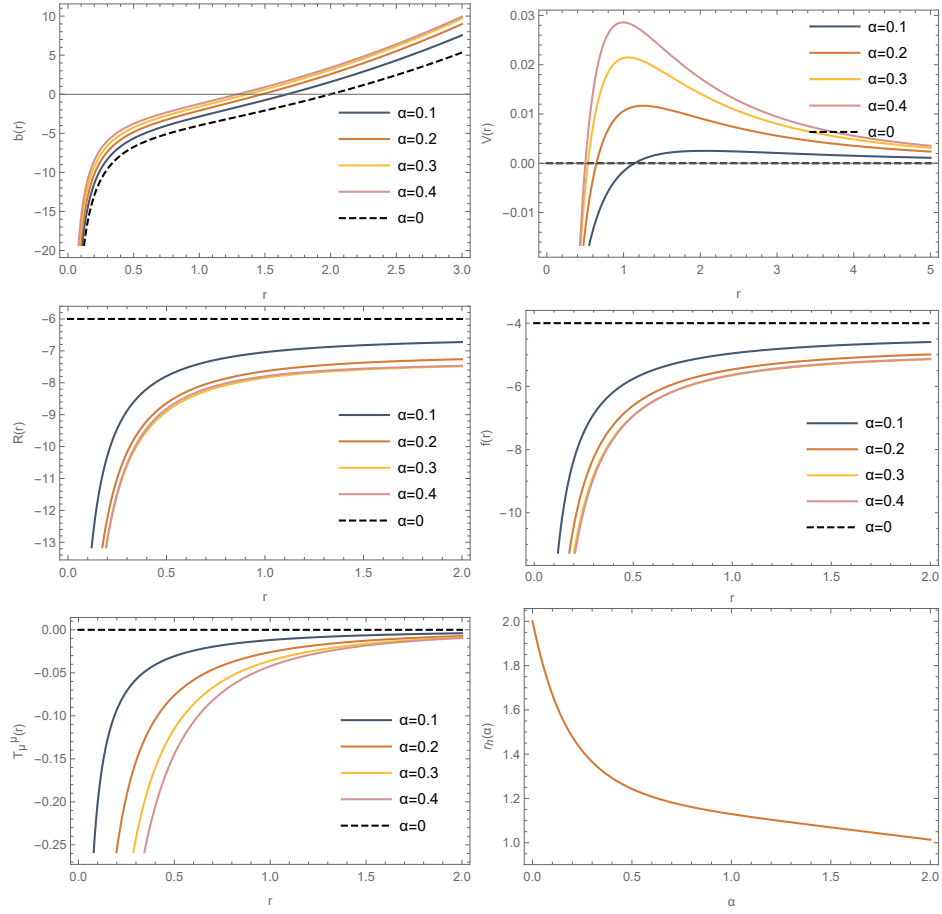 10
5
0
-5
-10
-15
-20
b(r)
0.0 0.5 1.0 1.5 2.0 2.5 3.0
r
α=0.1
α=0.2
α=0.3
α=0.4
α=0
0.03
0.02
0.01
0.00
-0.01
V(r)
0 1 2 3 4 5
r
α=0.1
α=0.2
α=0.3
α=0.4
α=0
-6
-7
-8
-9
-10
-11
-12
-13
R(r)
0.0 0.5 1.0 1.5 2.0
r
α=0.1
α=0.2
α=0.3
α=0.4
α=0
-4
-6
-8
-10
f(r)
0.0 0.5 1.0 1.5 2.0
r
α=0.1
α=0.2
α=0.3
α=0.4
α=0
0.00
-0.05
-0.10
-0.15
-0.20
-0.25
T_μ^μ(r)
0.0 0.5 1.0 1.5 2.0
r
α=0.1
α=0.2
α=0.3
α=0.4
α=0
2.0
1.8
1.6
1.4
1.2
1.0
r_h(α)
0.0 0.5 1.0 1.5 2.0
α